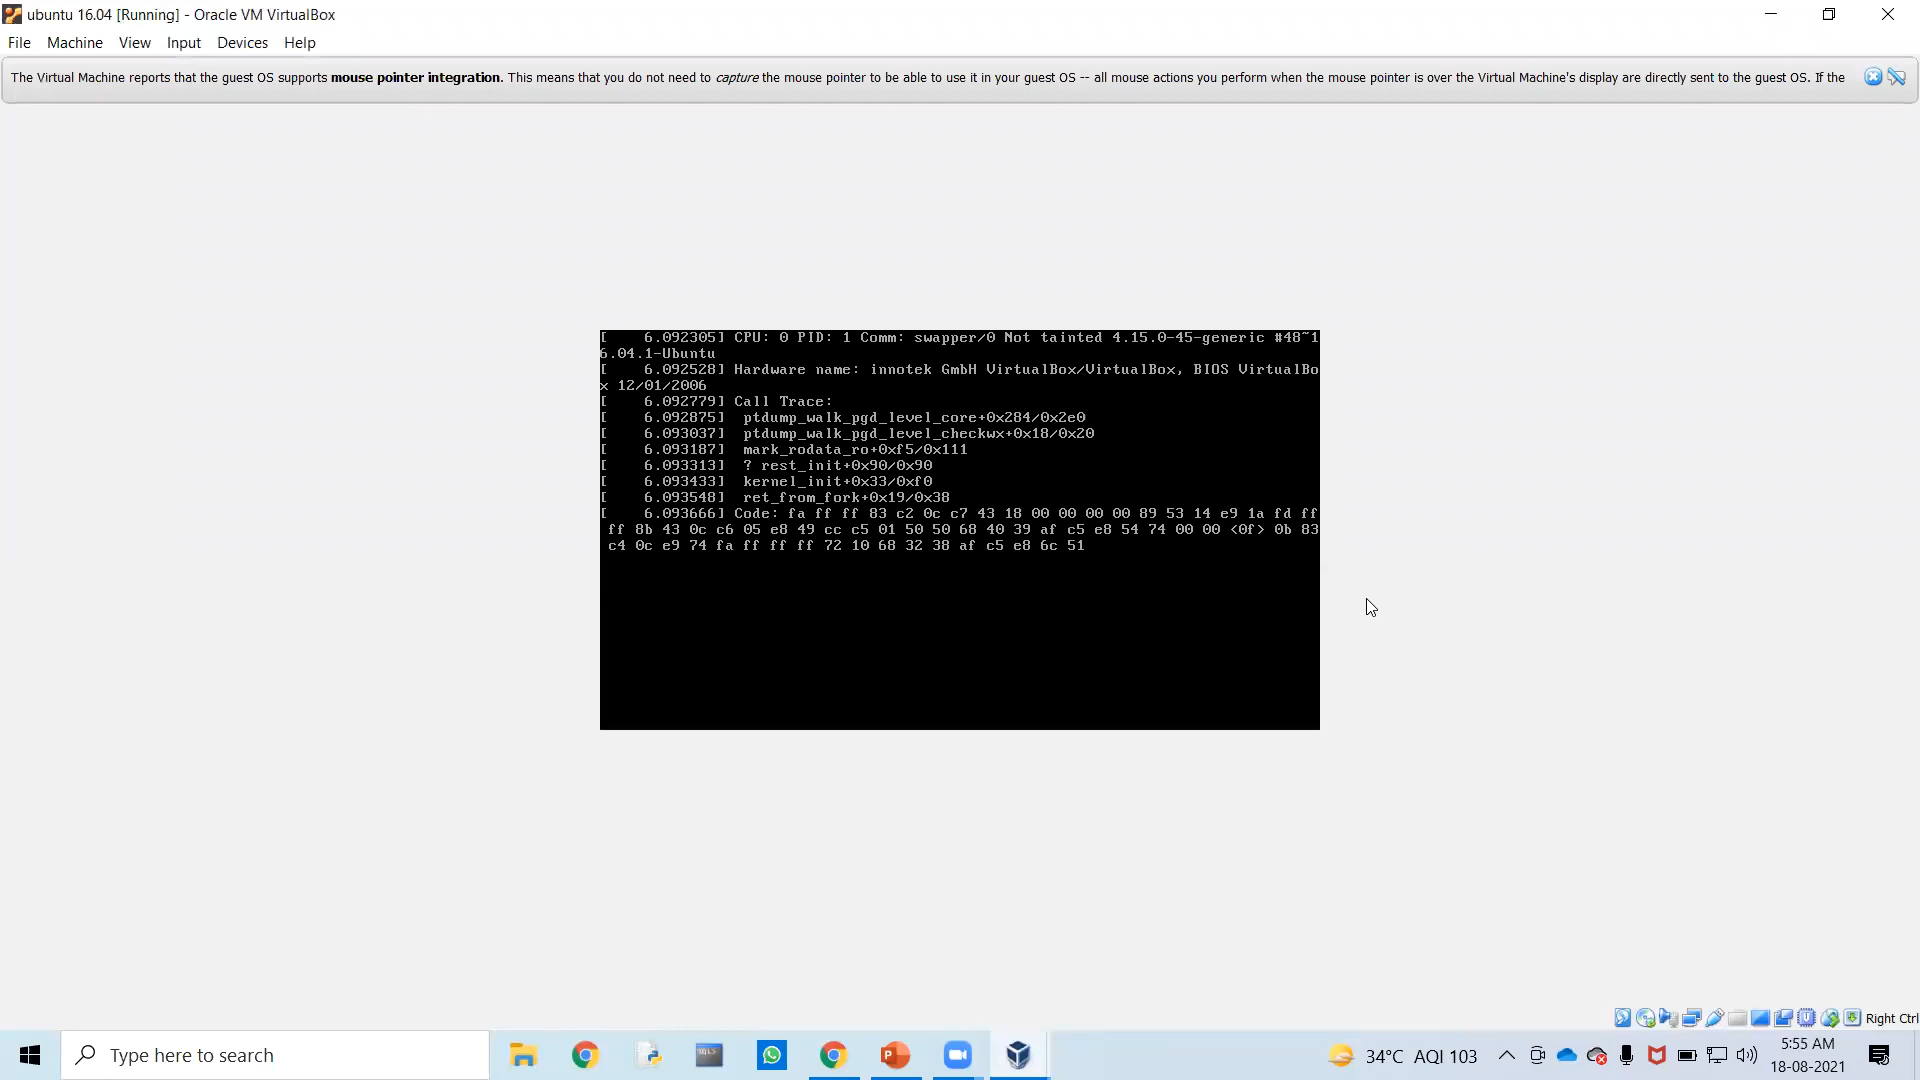 ubuntu 16.04 [Running] - Oracle VM VirtualBox
File Machine View Input Devices Help
The Virtual Machine reports that the guest OS supports mouse pointer integration. This means that you do not need to capture the mouse pointer to be able to use it in your guest OS -- all mouse actions you perform when the mouse pointer is over the Virtual Machine's display are directly sent to the guest OS. If the
[    6.092305] CPU: 0 PID: 1 Comm: swapper/0 Not tainted 4.15.0-45-generic #48~1
6.04.1-Ubuntu
[    6.092528] Hardware name: innotek GmbH VirtualBox/VirtualBox, BIOS VirtualBo
x 12/01/2006
[    6.092779] Call Trace:
[    6.092875]  ptdump_walk_pgd_level_core+0x284/0x2e0
[    6.093037]  ptdump_walk_pgd_level_checkwx+0x18/0x20
[    6.093187]  mark_rodata_ro+0xf5/0x111
[    6.093313]  ? rest_init+0x90/0x90
[    6.093433]  kernel_init+0x33/0xf0
[    6.093548]  ret_from_fork+0x19/0x38
[    6.093666] Code: fa ff ff 83 c2 0c c7 43 18 00 00 00 00 89 53 14 e9 1a fd ff
ff 8b 43 0c c6 05 e8 49 cc c5 01 50 50 68 40 39 af c5 e8 54 74 00 00 <0f> 0b 83
c4 0c e9 74 fa ff ff ff 72 10 68 32 38 af c5 e8 6c 51
Right Ctrl
Type here to search
34°C AQI 103
5:55 AM
18-08-2021